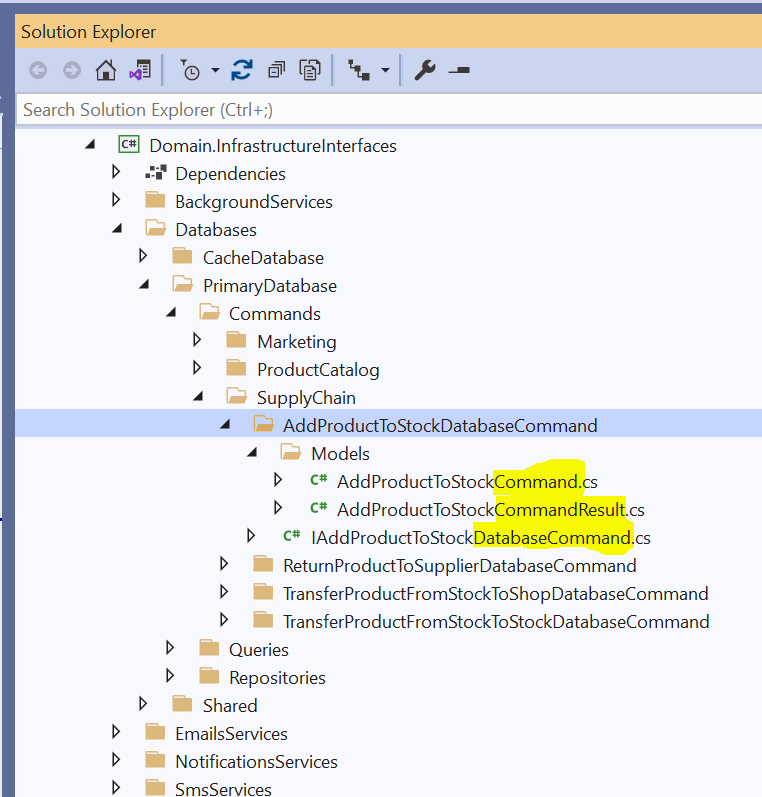 Solution Explorer
Search Solution Explorer (Ctrl+;)
C# Domain.InfrastructureInterfaces
Dependencies
BackgroundServices
Databases
CacheDatabase
PrimaryDatabase
Commands
Marketing
ProductCatalog
SupplyChain
AddProductToStockDatabaseCommand
Models
C# AddProductToStockCommand.cs
C# AddProductToStockCommandResult.cs
C# IAddProductToStockDatabaseCommand.cs
ReturnProductToSupplierDatabaseCommand
TransferProductFromStockToShopDatabaseCommand
TransferProductFromStockToStockDatabaseCommand
Queries
Repositories
Shared
EmailsServices
NotificationsServices
SmsServices